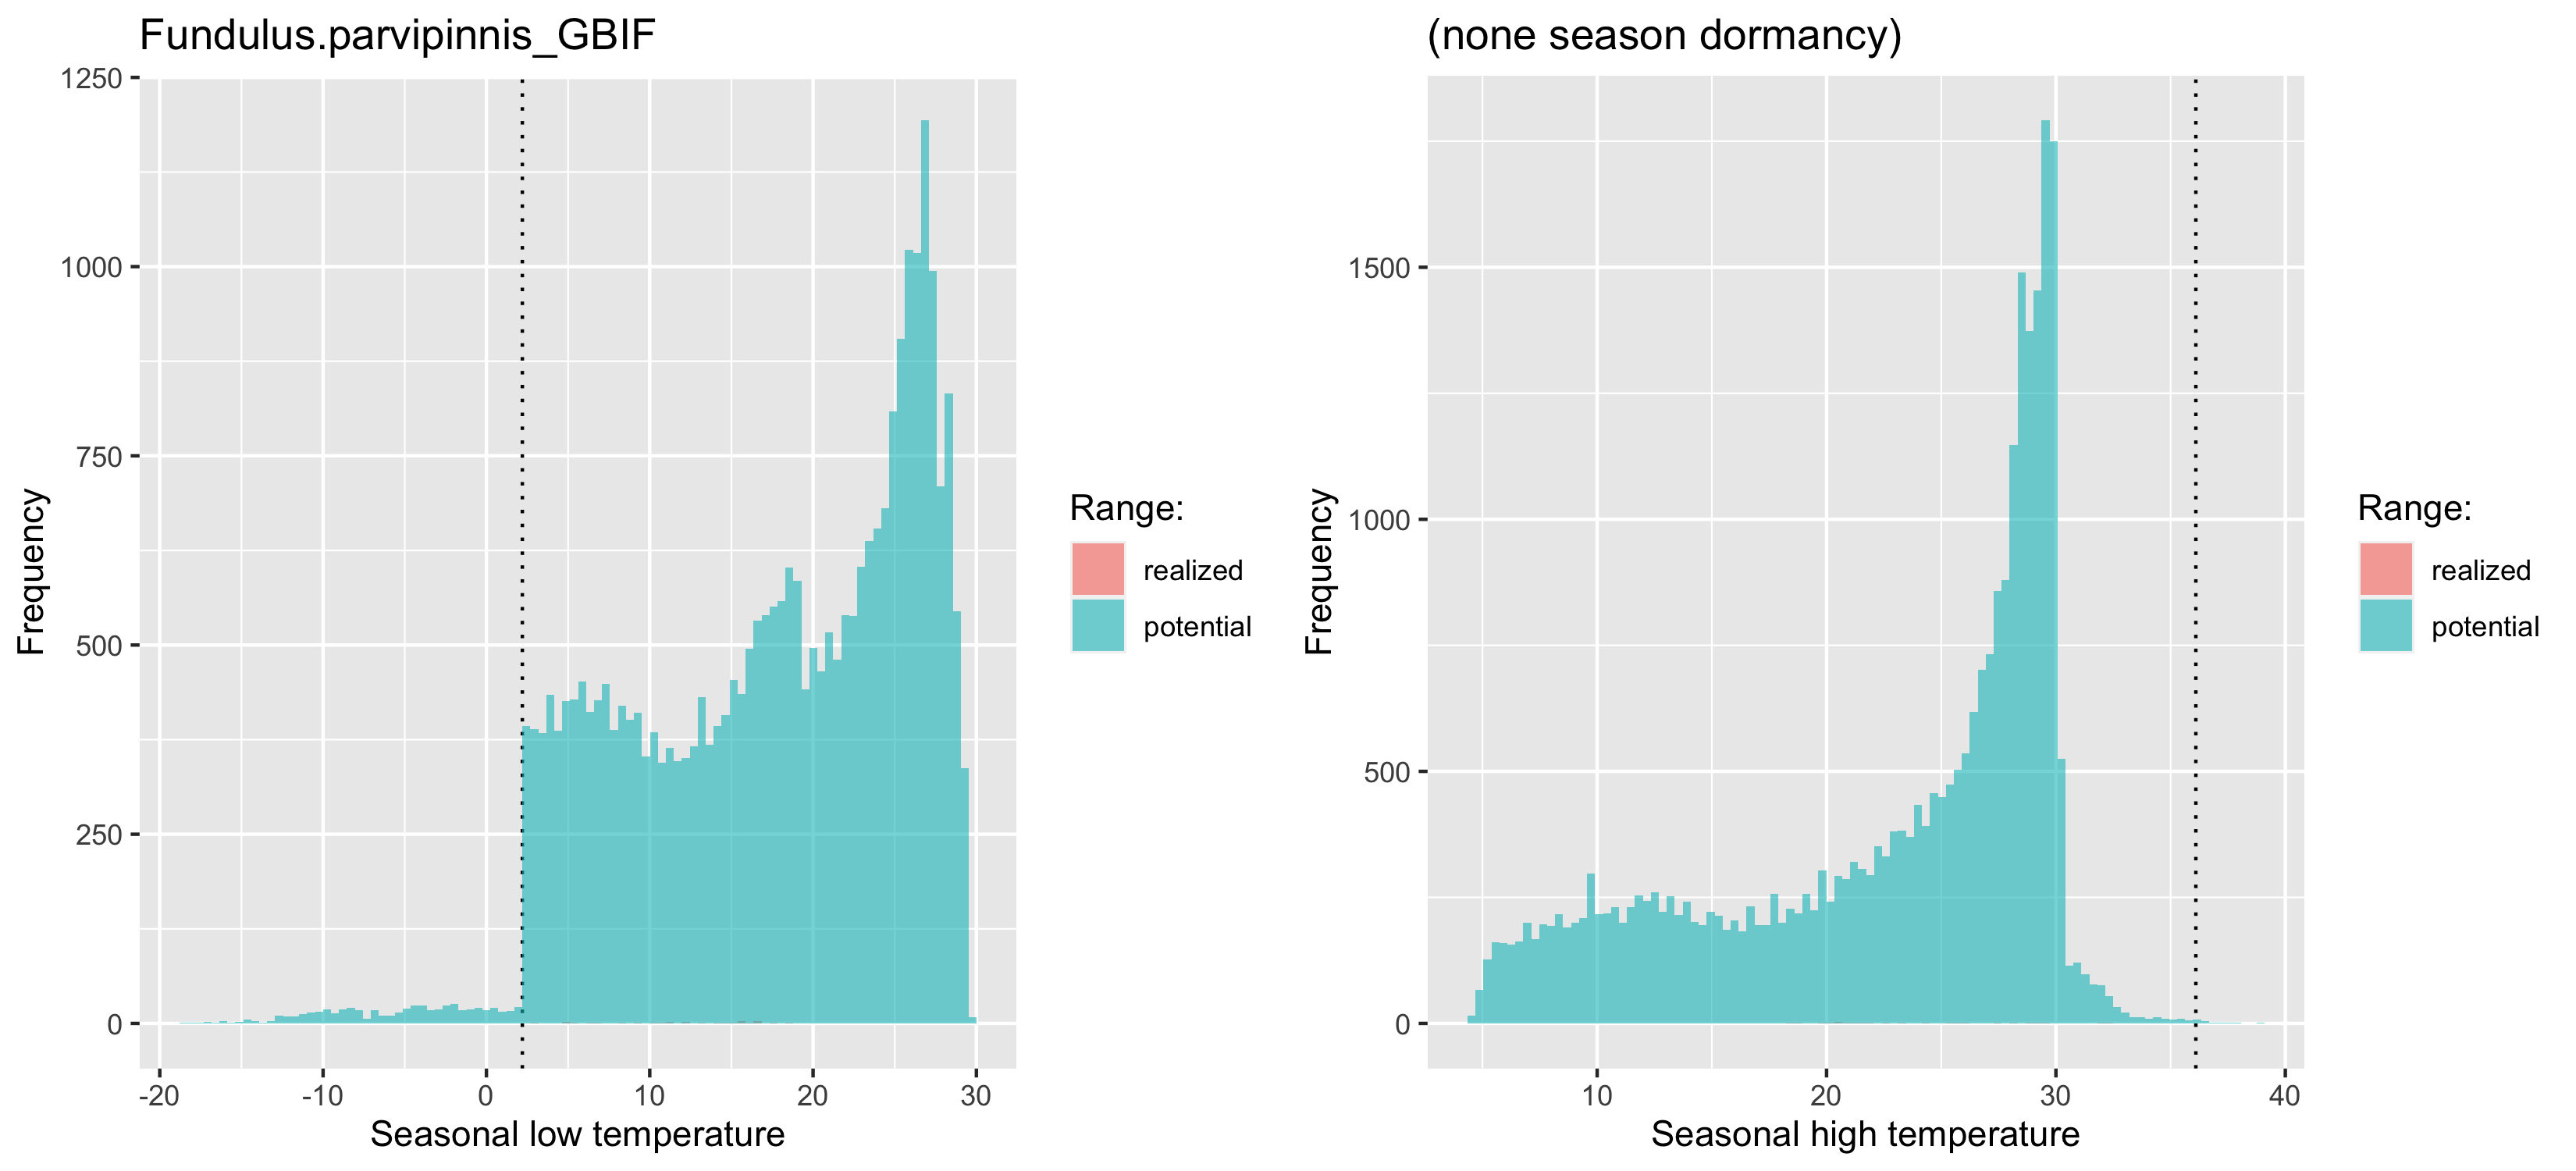 Fundulus.parvipinnis_GBIF
1250
1000
750
500
250
0
Frequency
-20 -10 0 10 20 30
Seasonal low temperature
Range:
realized
potential
(none season dormancy)
1500
1000
500
0
Frequency
10 20 30 40
Seasonal high temperature
Range:
realized
potential